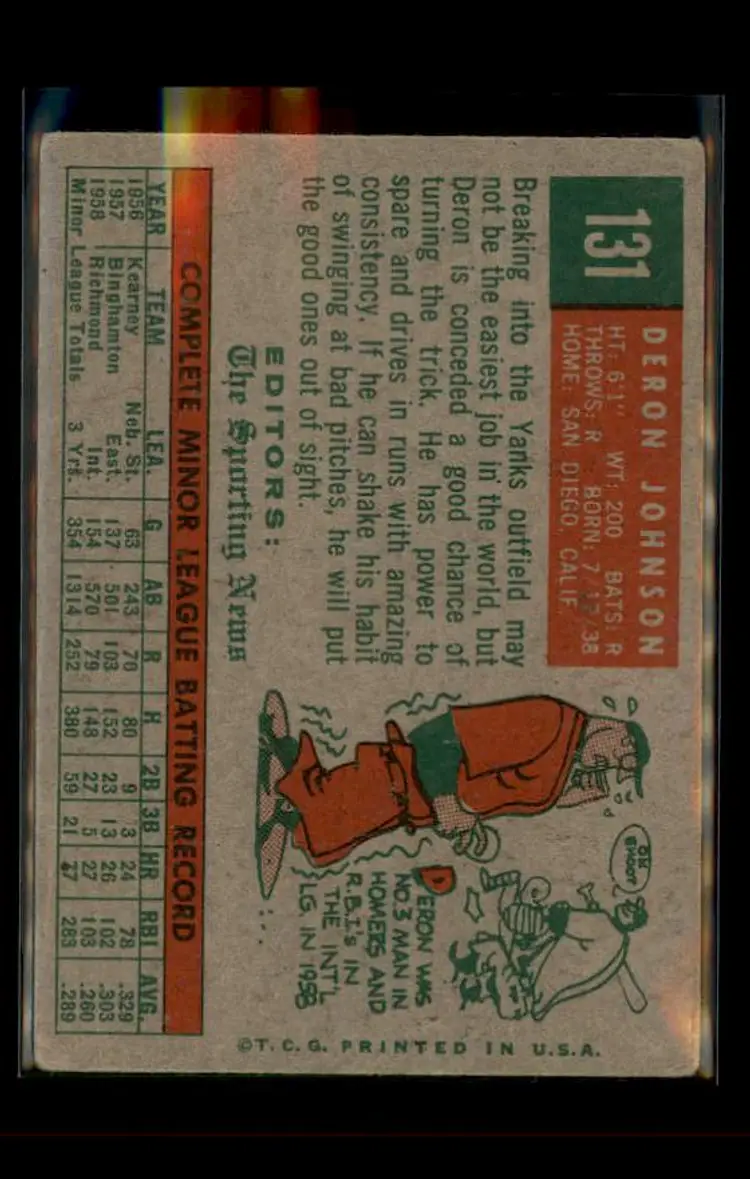 131
DERON JOHNSON
HT: 6'1" WT: 200 BATS: R
THROWS: R BORN: 7/ /38
HOME: SAN DIEGO, CALIF.
Breaking into the Yanks outfield may
not be the easiest job in the world, but
Deron is conceded a good chance of
turning the trick. He has power to
spare and drives in runs with amazing
consistency. If he can shake his habit
of swinging at bad pitches, he will put
the good ones out of sight.
EDITORS:
The Sporting News
OH SHOOT
DERON WAS
NO. 3 MAN IN
HOMERS AND
R.B.I.'s IN
THE INT'L
LG. IN 1958
COMPLETE MINOR LEAGUE BATTING RECORD
YEAR TEAM LEA. G AB R H 2B 3B HR RBI AVG.
1956 Kearney Neb. St. 63 243 70 80 9 3 24 78 .329
1957 Binghamton East. 137 501 103 152 23 13 26 102 .303
1958 Richmond Int. 154 570 79 148 27 5 27 103 .260
Minor League Totals 3 Yrs. 354 1314 252 380 59 21 77 283 .289
©T.C.G. PRINTED IN U.S.A.